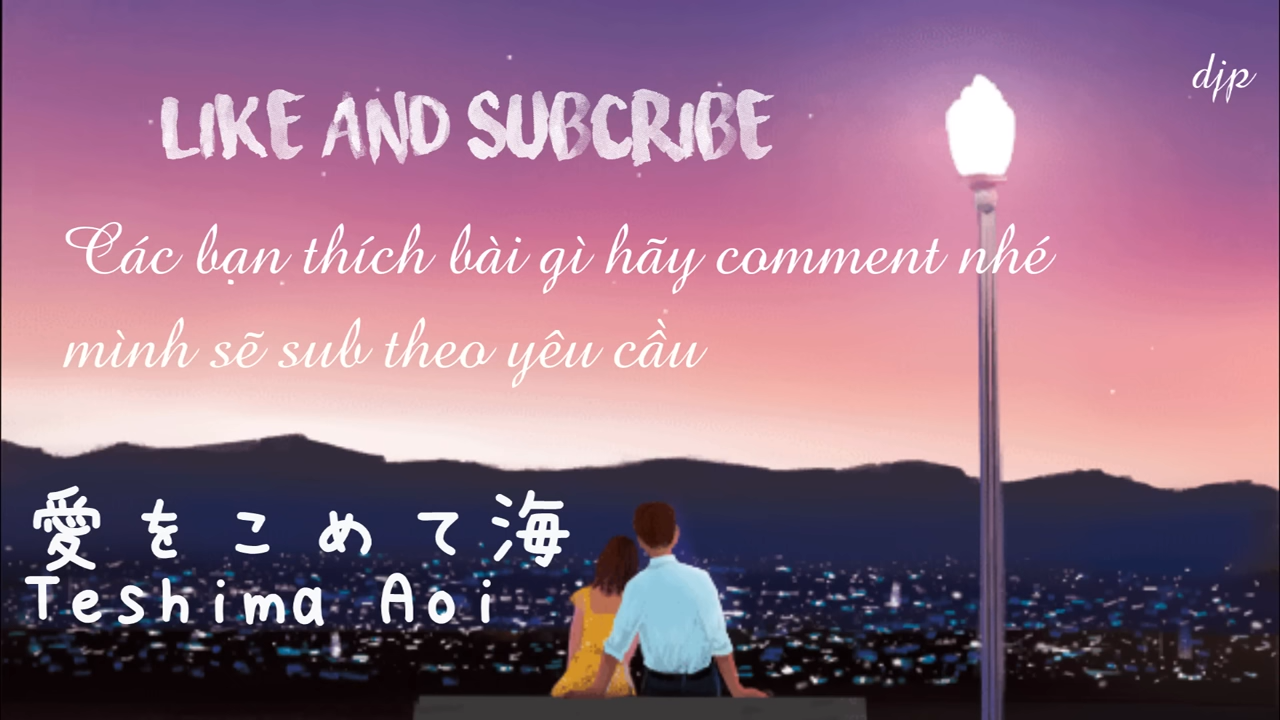 djp
LIKE AND SUBCRIBE
Các bạn thích bài gì hãy comment nhé
mình sẽ sub theo yêu cầu
愛をこめて海
Teshima Aoi